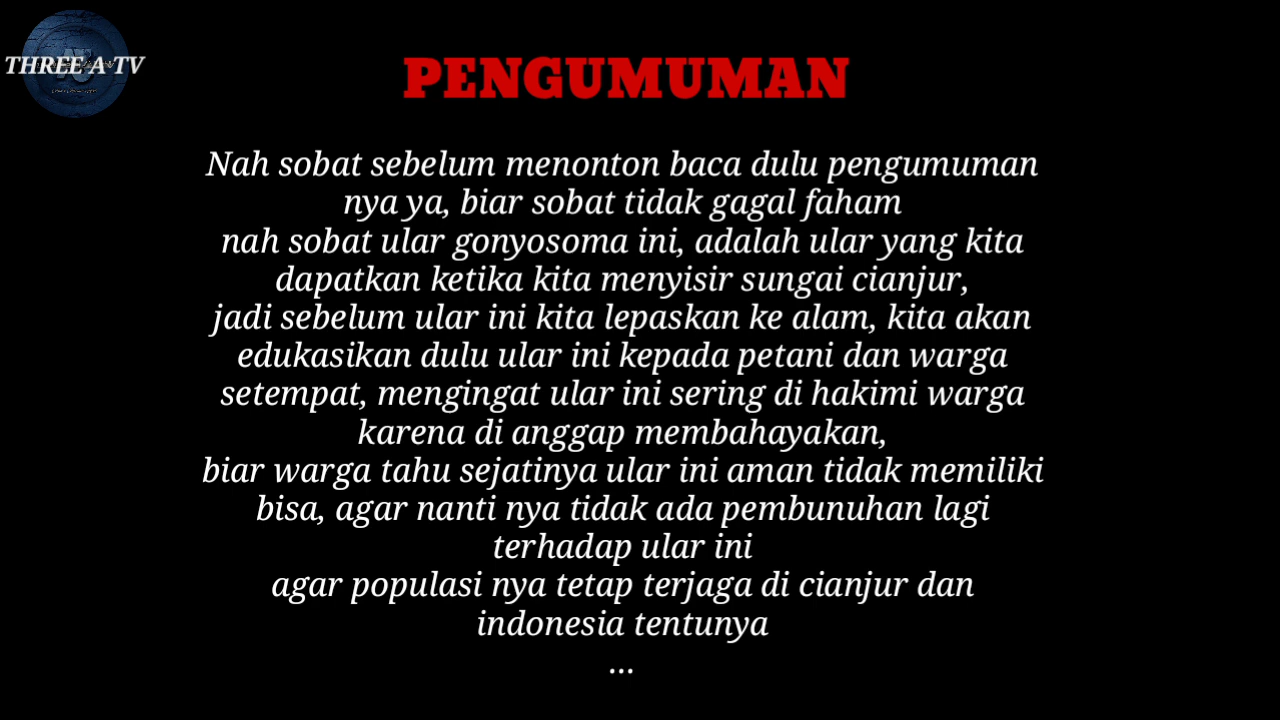 THREE A TV
PENGUMUMAN
Nah sobat sebelum menonton baca dulu pengumuman
nya ya, biar sobat tidak gagal faham
nah sobat ular gonyosoma ini, adalah ular yang kita
dapatkan ketika kita menyisir sungai cianjur,
jadi sebelum ular ini kita lepaskan ke alam, kita akan
edukasikan dulu ular ini kepada petani dan warga
setempat, mengingat ular ini sering di hakimi warga
karena di anggap membahayakan,
biar warga tahu sejatinya ular ini aman tidak memiliki
bisa, agar nanti nya tidak ada pembunuhan lagi
terhadap ular ini
agar populasi nya tetap terjaga di cianjur dan
indonesia tentunya
...